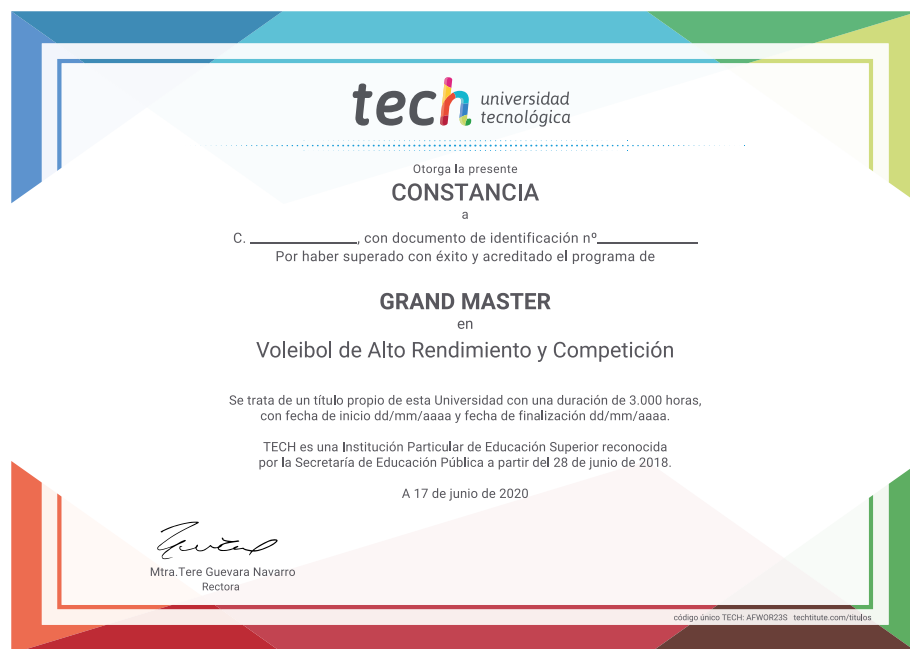 tech universidad
tecnológica
Otorga la presente
CONSTANCIA
a
C. ______________, con documento de identificación nº_____________
Por haber superado con éxito y acreditado el programa de
GRAND MASTER
en
Voleibol de Alto Rendimiento y Competición
Se trata de un título propio de esta Universidad con una duración de 3.000 horas,
con fecha de inicio dd/mm/aaaa y fecha de finalización dd/mm/aaaa.
TECH es una Institución Particular de Educación Superior reconocida
por la Secretaría de Educación Pública a partir del 28 de junio de 2018.
A 17 de junio de 2020
Mtra.Tere Guevara Navarro
Rectora
código único TECH: AFWOR23S techtitute.com/titulos